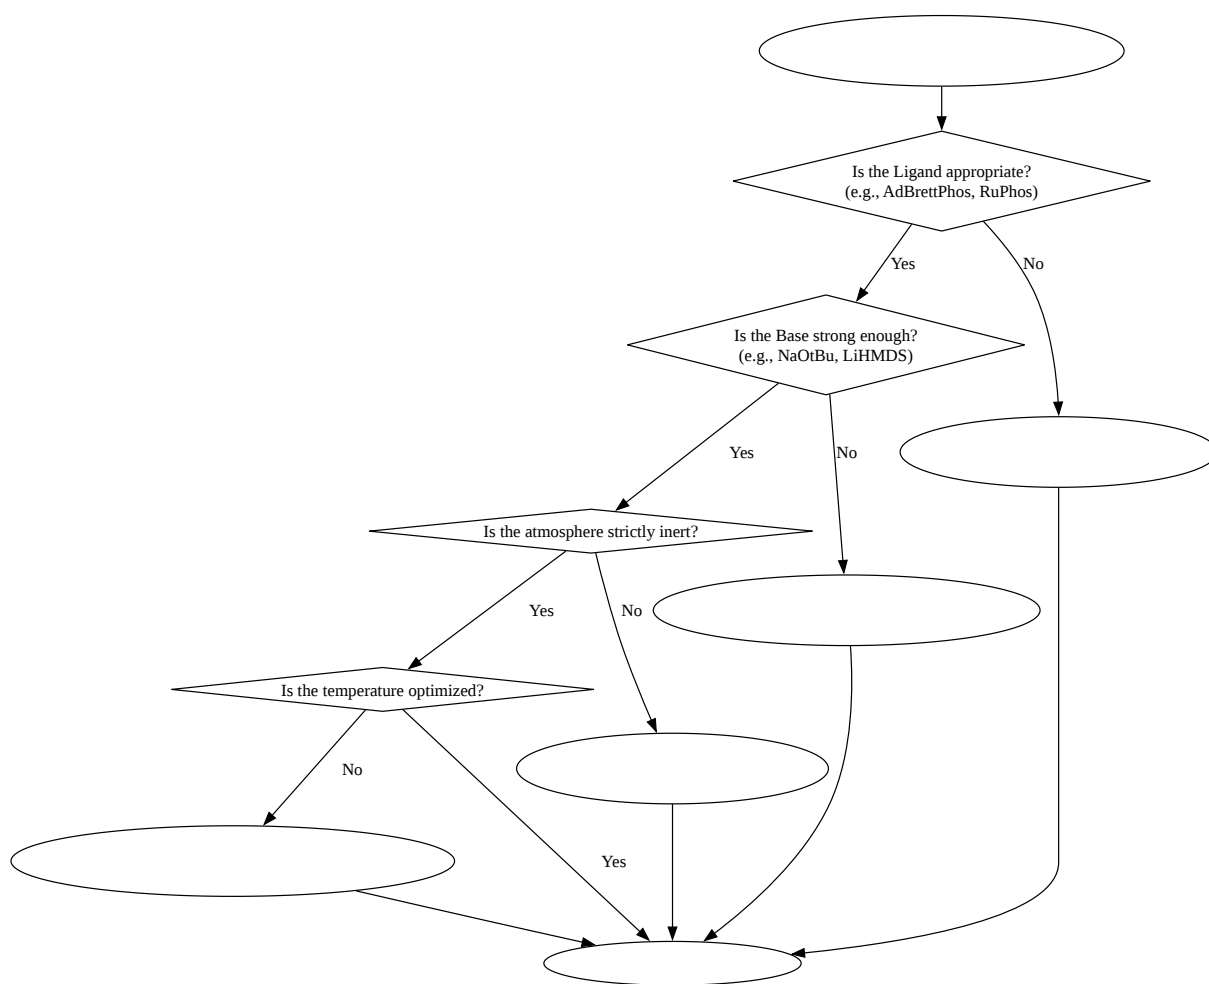 Is the Ligand appropriate?
(e.g., AdBrettPhos, RuPhos)
Yes
No
Is the Base strong enough?
(e.g., NaOtBu, LiHMDS)
Yes
No
Is the atmosphere strictly inert?
Yes
No
Is the temperature optimized?
No
Yes